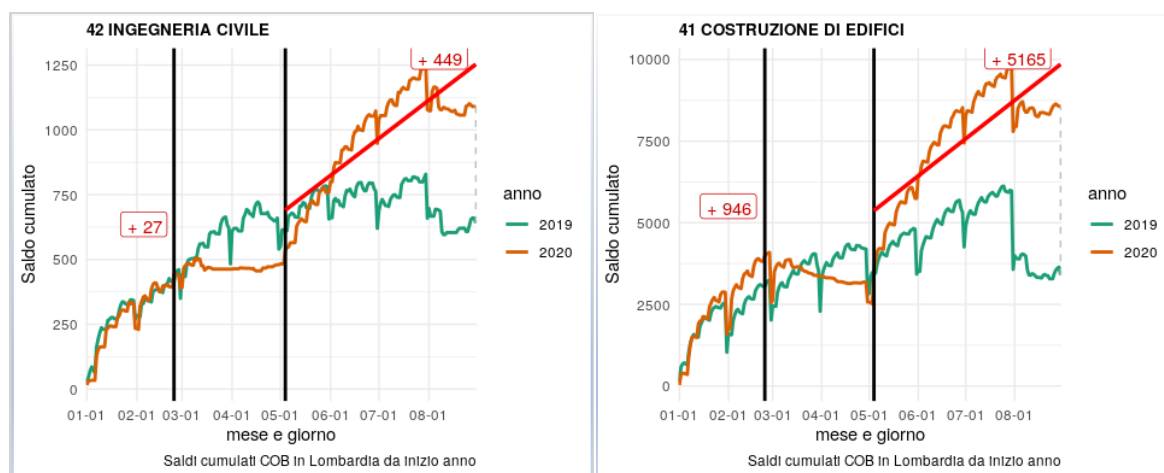 42 INGEGNERIA CIVILE
Saldo cumulato
1250
1000
750
500
250
0
+ 449
+ 27
01-01 02-01 03-01 04-01 05-01 06-01 07-01 08-01
mese e giorno
anno
2019
2020
Saldi cumulati COB in Lombardia da inizio anno
41 COSTRUZIONE DI EDIFICI
Saldo cumulato
10000
7500
5000
2500
0
+ 5165
+ 946
01-01 02-01 03-01 04-01 05-01 06-01 07-01 08-01
mese e giorno
anno
2019
2020
Saldi cumulati COB in Lombardia da inizio anno